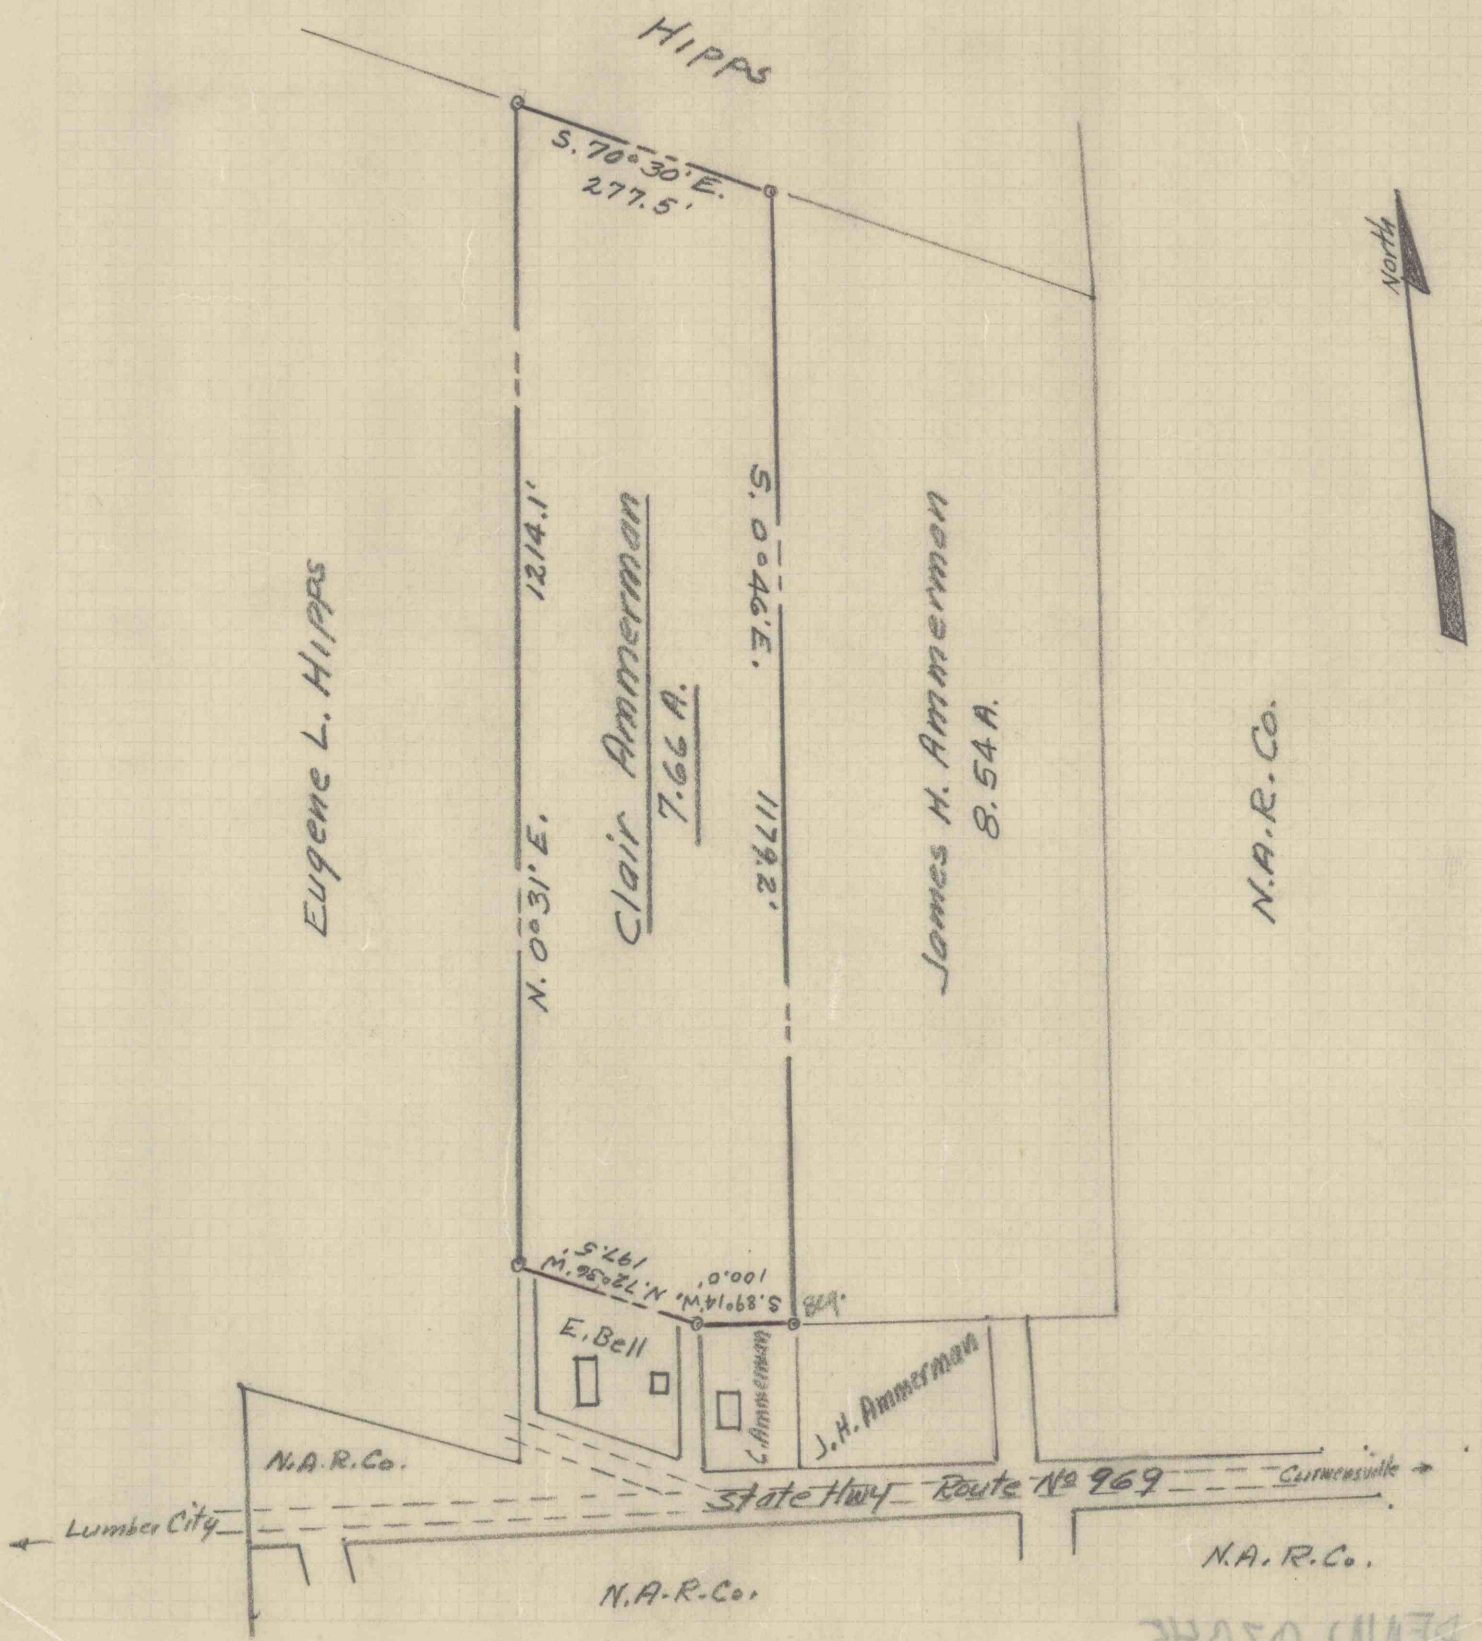 HIPPS
S. 70° 30' E.
277.5'
North
1214.1'
N. 0° 31' E.
Eugene L. HIPPS
Clair Ammerman
7.66 A.
S. 0° 46' E.
1179.2'
James H. Ammerman
8.54 A.
N.A.R.Co.
N. 72° 36' W.
197.5'
S. 89° 14' W.
100.0'
Beg.
E. Bell
C. Ammerman
J. H. Ammerman
N.A.R.Co.
State Hwy Route No 969
Curwensville
Lumber City
N.A.R.Co.
N.A.R.Co.